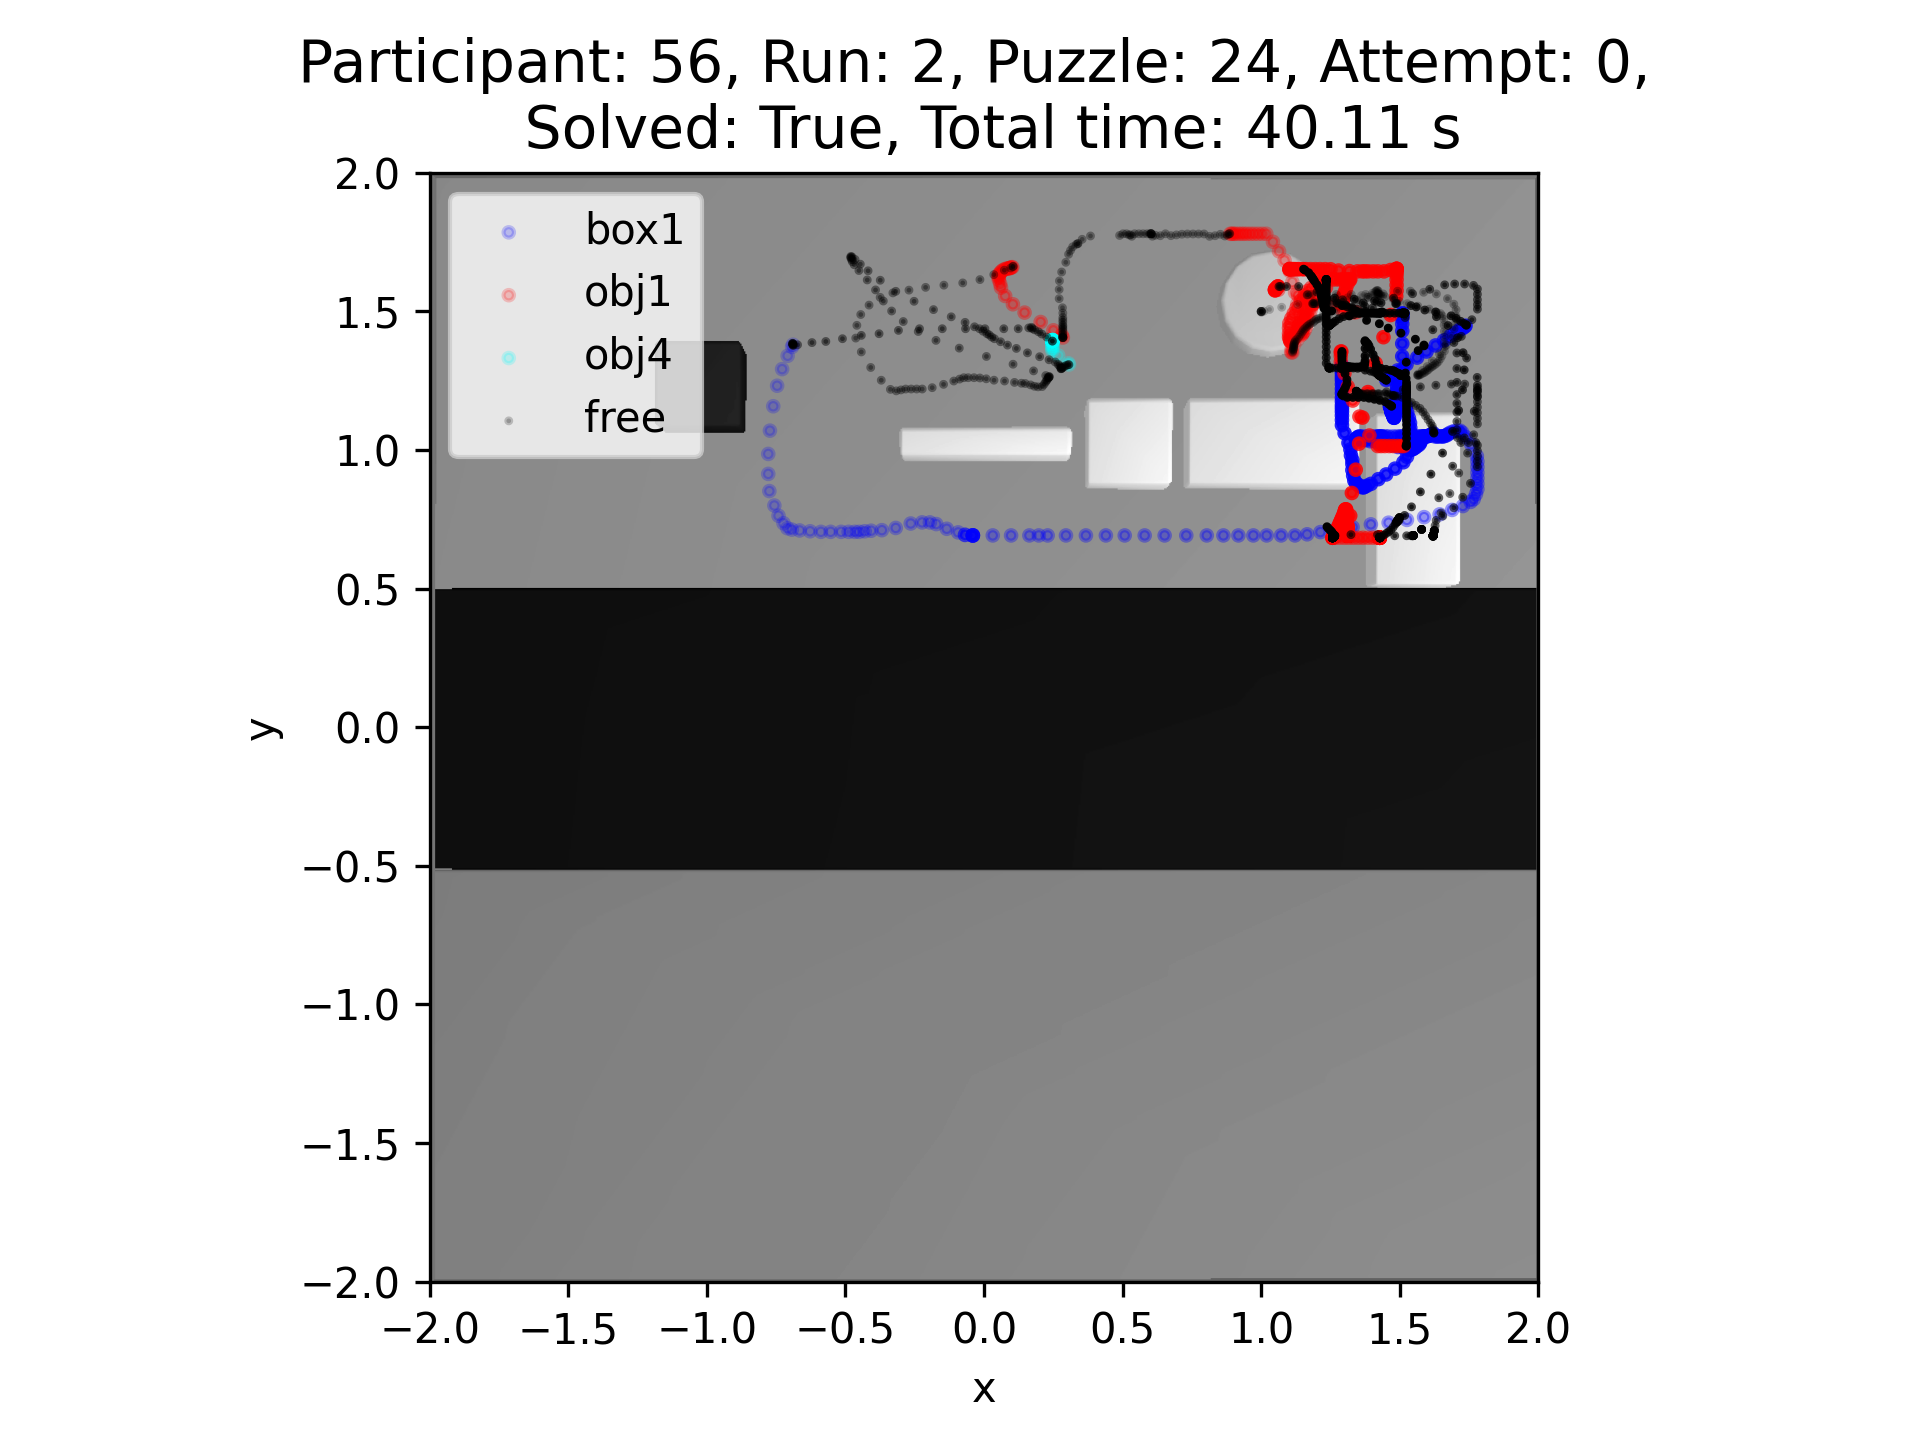 Participant: 56, Run: 2, Puzzle: 24, Attempt: 0,
Solved: True, Total time: 40.11 s
box1
obj1
obj4
free
2.0
1.5
1.0
0.5
0.0
−0.5
−1.0
−1.5
−2.0
y
−2.0 −1.5 −1.0 −0.5 0.0 0.5 1.0 1.5 2.0
x